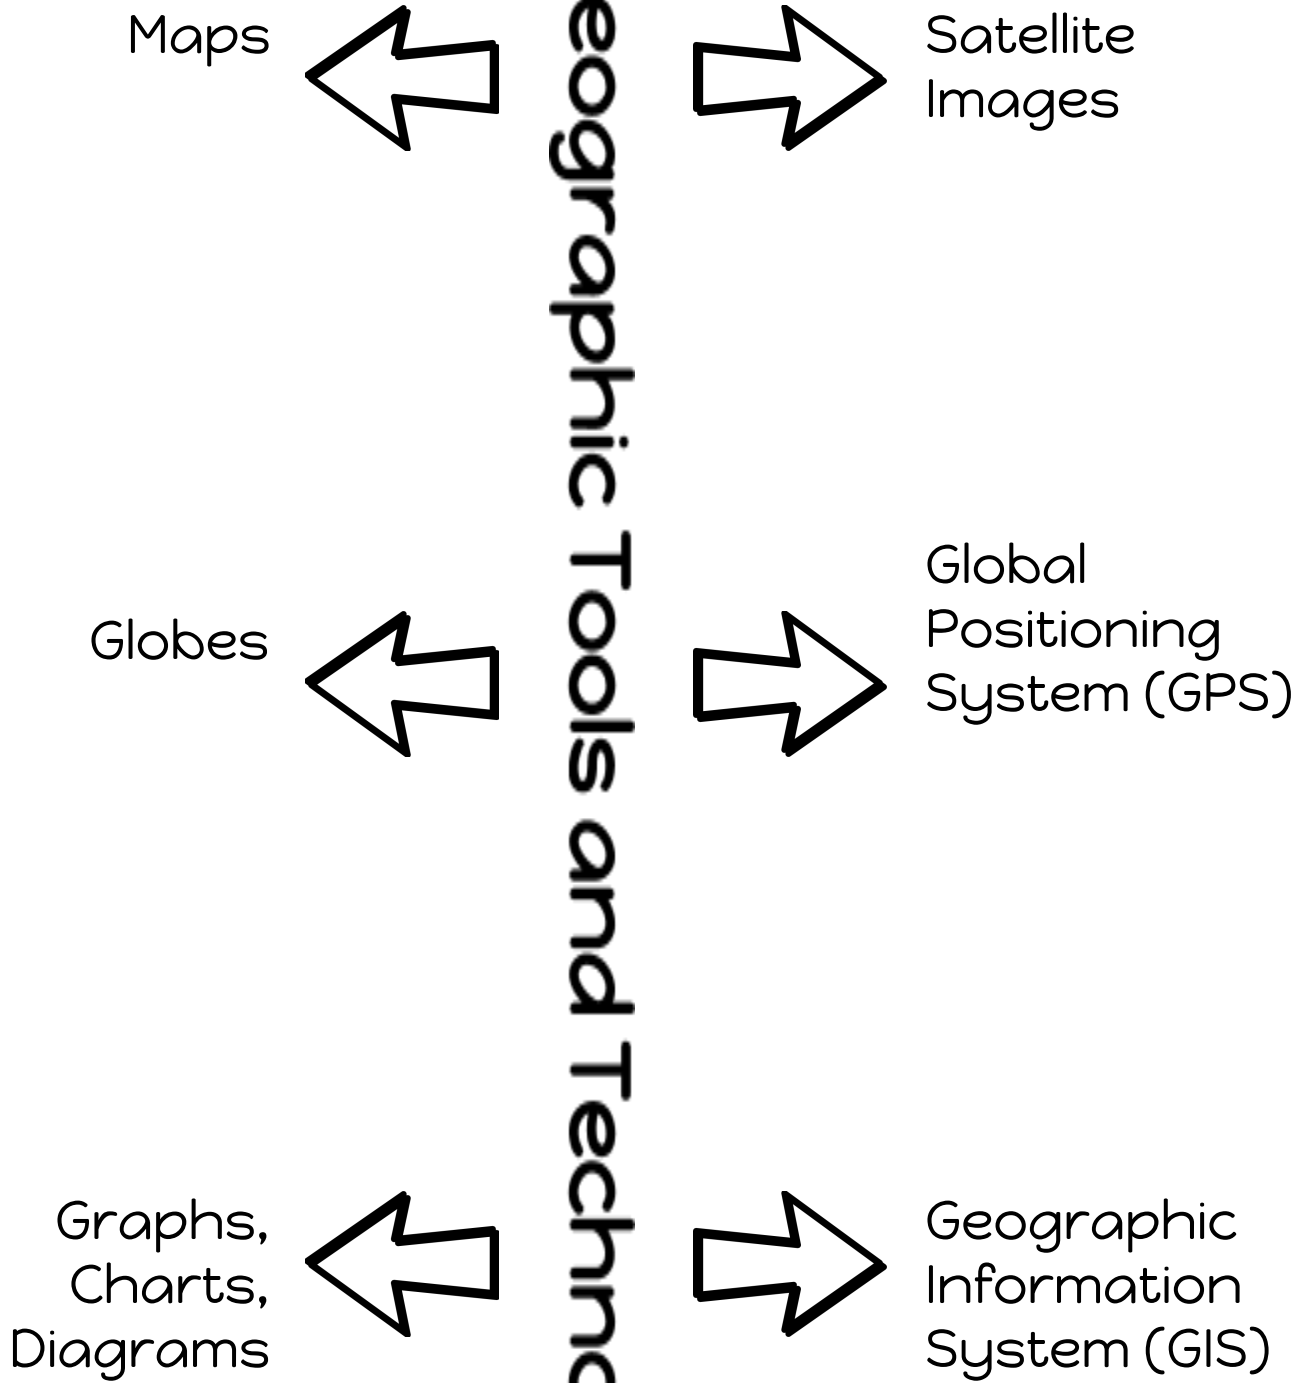 Maps
Satellite
Images
eographic Tools and Techno
Globes
Global
Positioning
System (GPS)
Graphs,
Charts,
Diagrams
Geographic
Information
System (GIS)